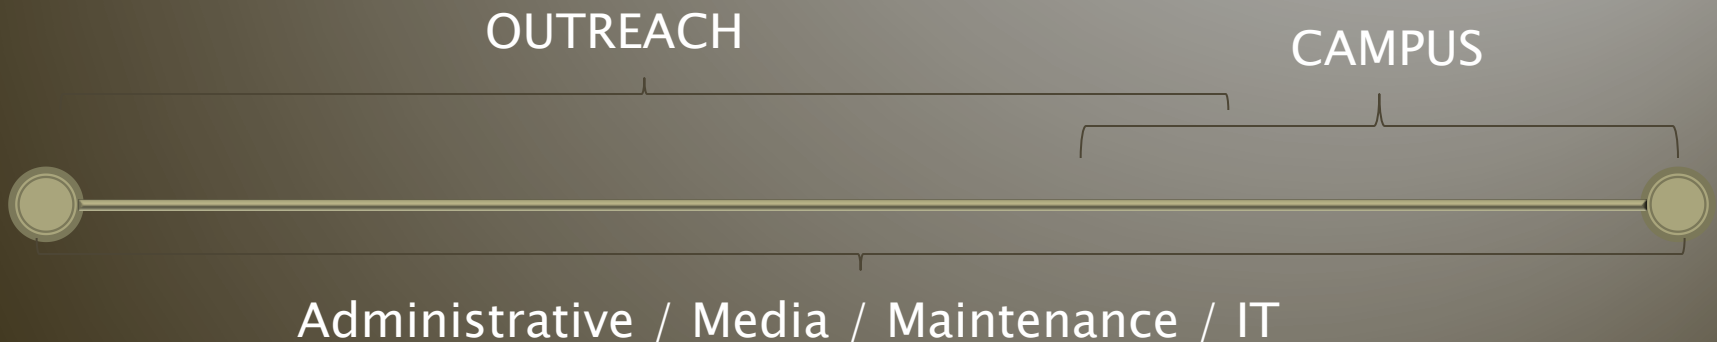 OUTREACH
CAMPUS
Administrative / Media / Maintenance / IT